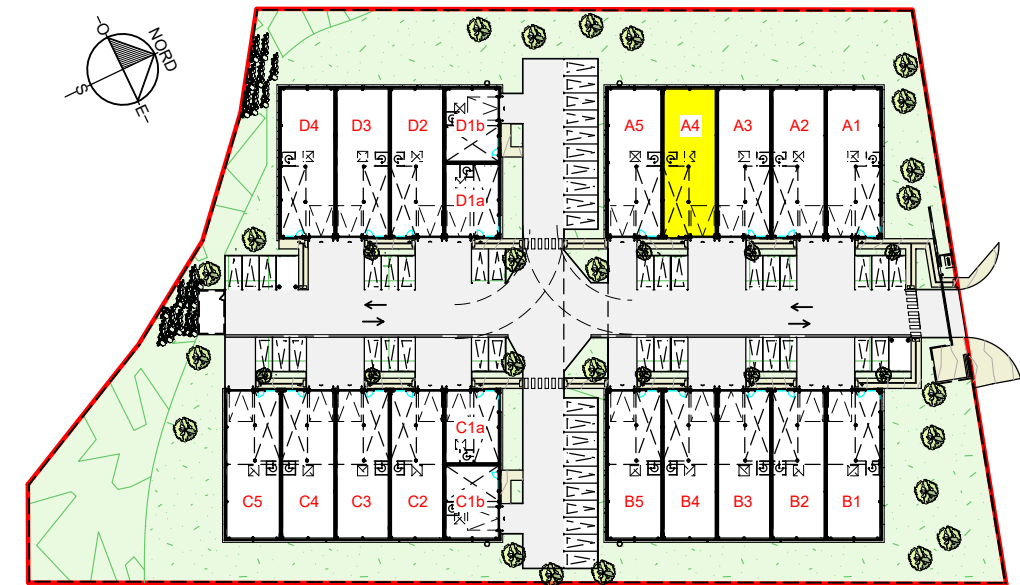 O
NORD
S
E
D4 D3 D2 D1b A5 A4 A3 A2 A1
D1a
C1a
C5 C4 C3 C2 C1b B5 B4 B3 B2 B1